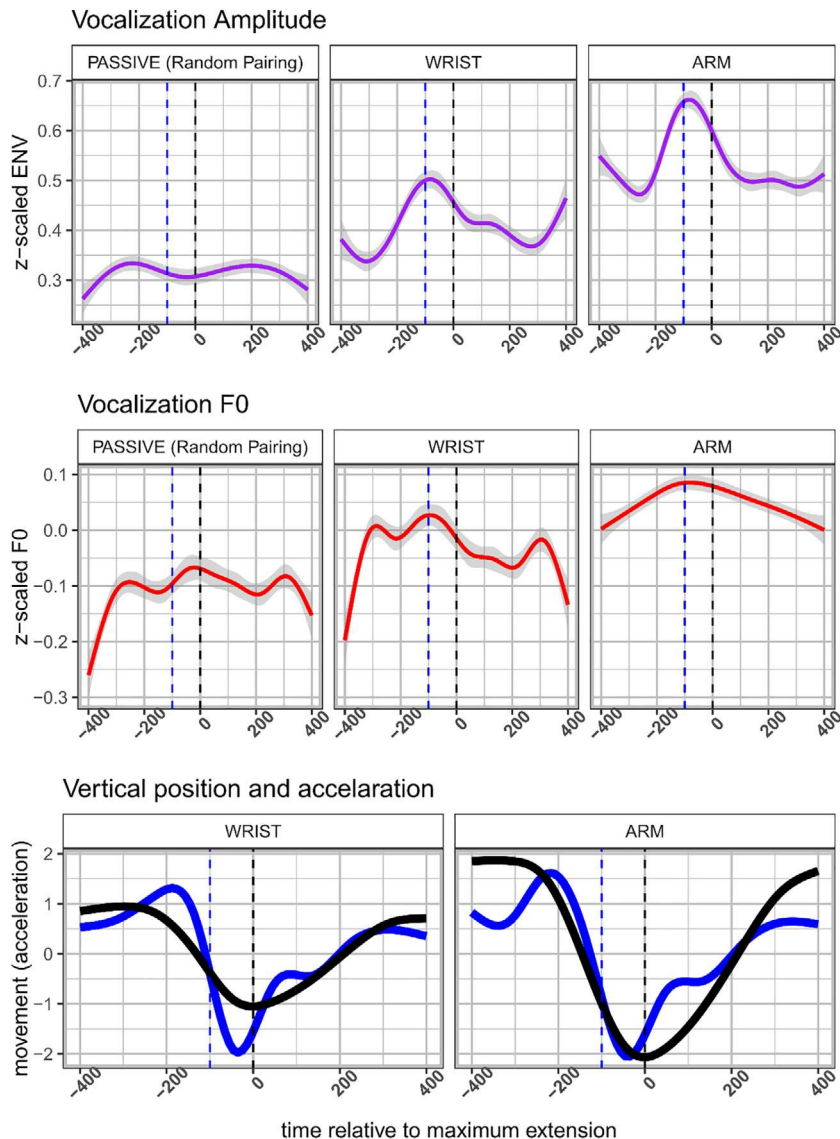 Vocalization Amplitude
PASSIVE (Random Pairing) WRIST ARM
z-scaled ENV
0.7
0.6
0.5
0.4
0.3
-400 -200 0 200 400 -400 -200 0 200 400 -400 -200 0 200 400
Vocalization F0
PASSIVE (Random Pairing) WRIST ARM
z-scaled F0
0.1
0.0
-0.1
-0.2
-0.3
-400 -200 0 200 400 -400 -200 0 200 400 -400 -200 0 200 400
Vertical position and accelaration
WRIST ARM
movement (acceleration)
2
1
0
-1
-2
-400 -200 0 200 400 -400 -200 0 200 400
time relative to maximum extension